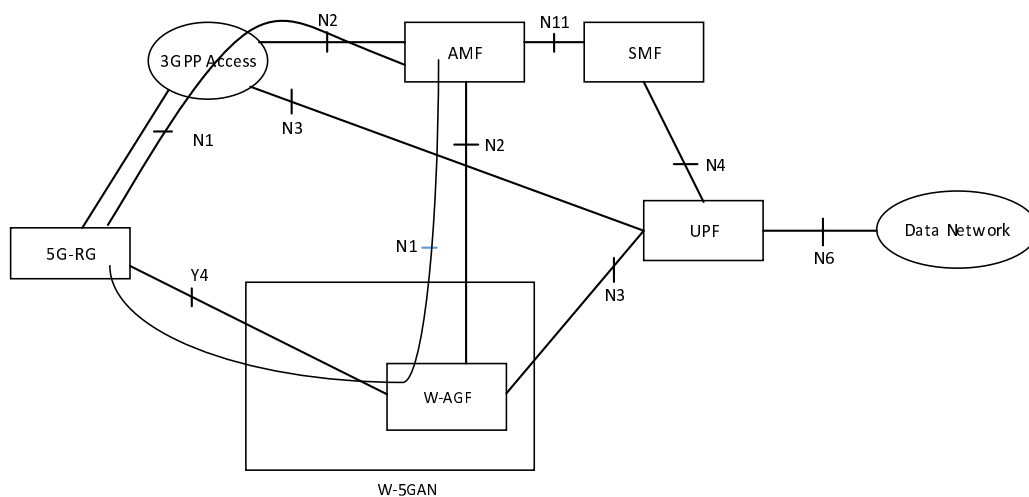 N2
N11
3GPP Access
AMF
SMF
N3
N1
N2
N4
5G-RG
N1
UPF
Data Network
Y4
N3
N6
W-AGF
W-5GAN